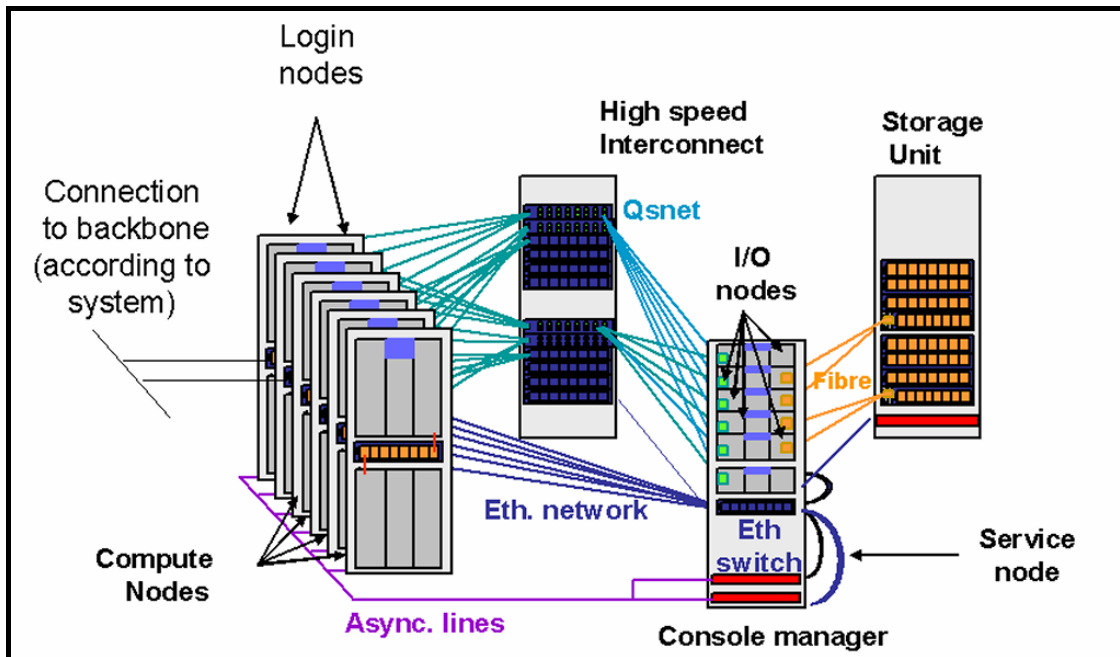 Login
nodes
High speed
Interconnect
Storage
Unit
Connection
to backbone
(according to
system)
Qsnet
I/O
nodes
Fibre
Eth. network
Eth
switch
Service
node
Compute
Nodes
Async. lines
Console manager